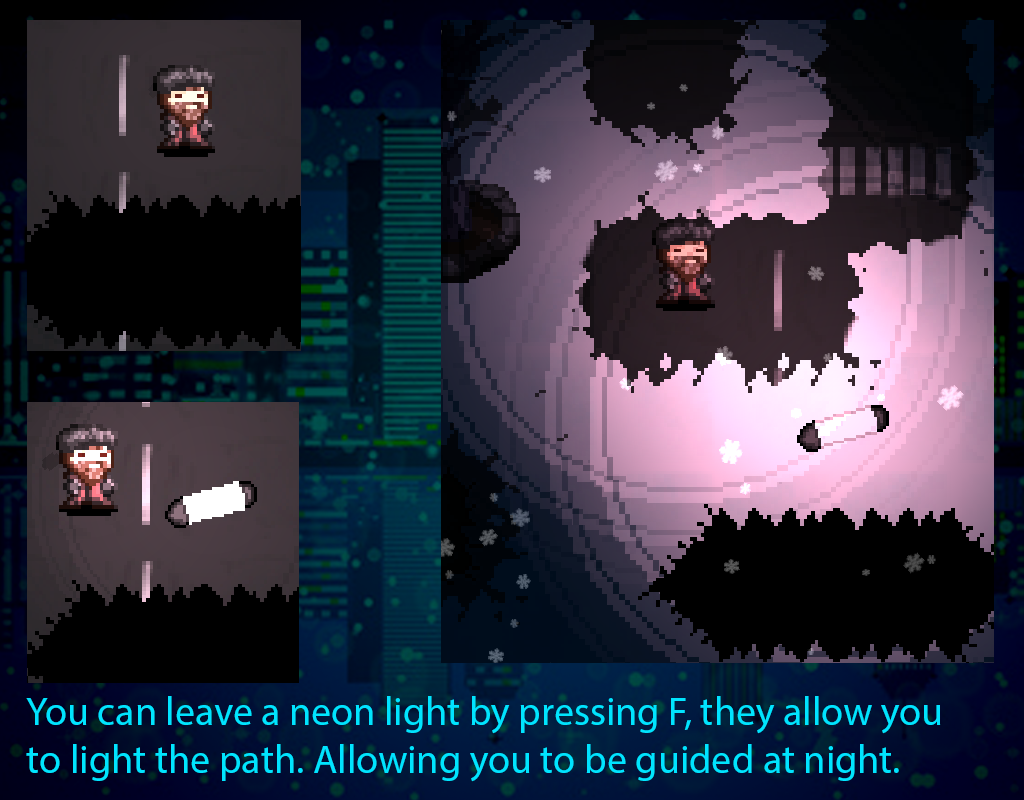 You can leave a neon light by pressing F, they allow you
to light the path. Allowing you to be guided at night.